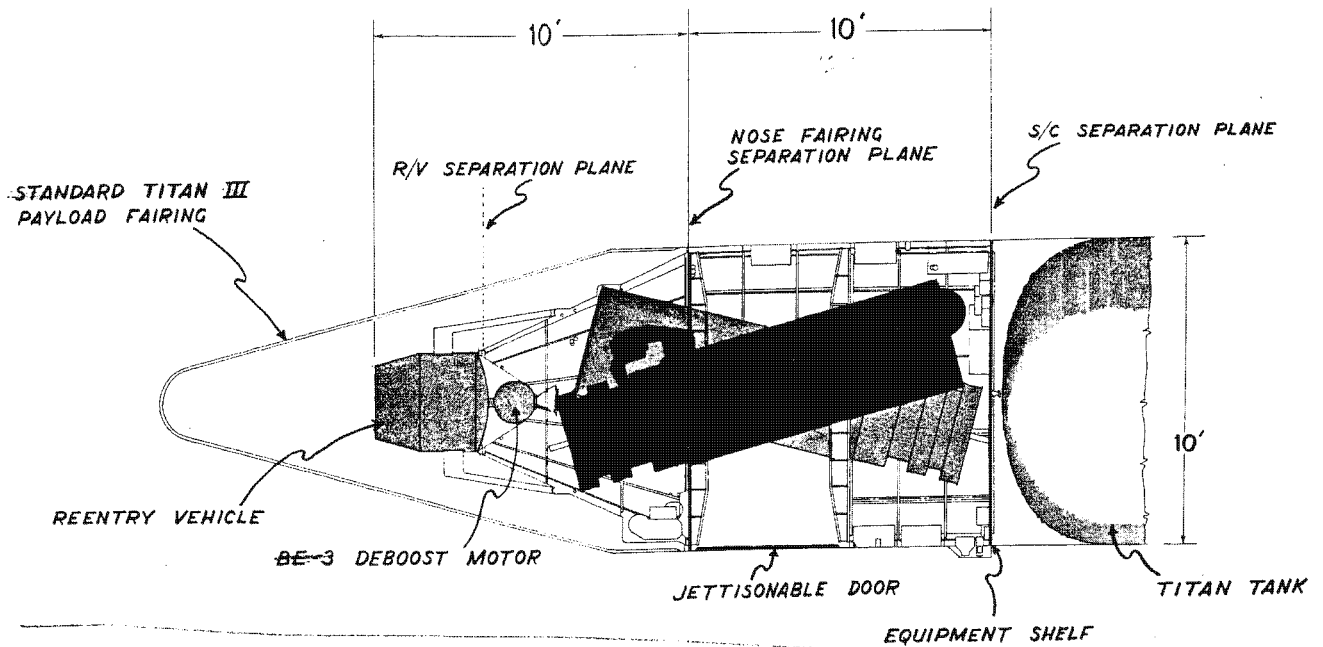 10'
10'
NOSE FAIRING
SEPARATION PLANE
S/C SEPARATION PLANE
R/V SEPARATION PLANE
STANDARD TITAN III
PAYLOAD FAIRING
10'
REENTRY VEHICLE
BE-3 DEBOOST MOTOR
JETTISONABLE DOOR
TITAN TANK
EQUIPMENT SHELF